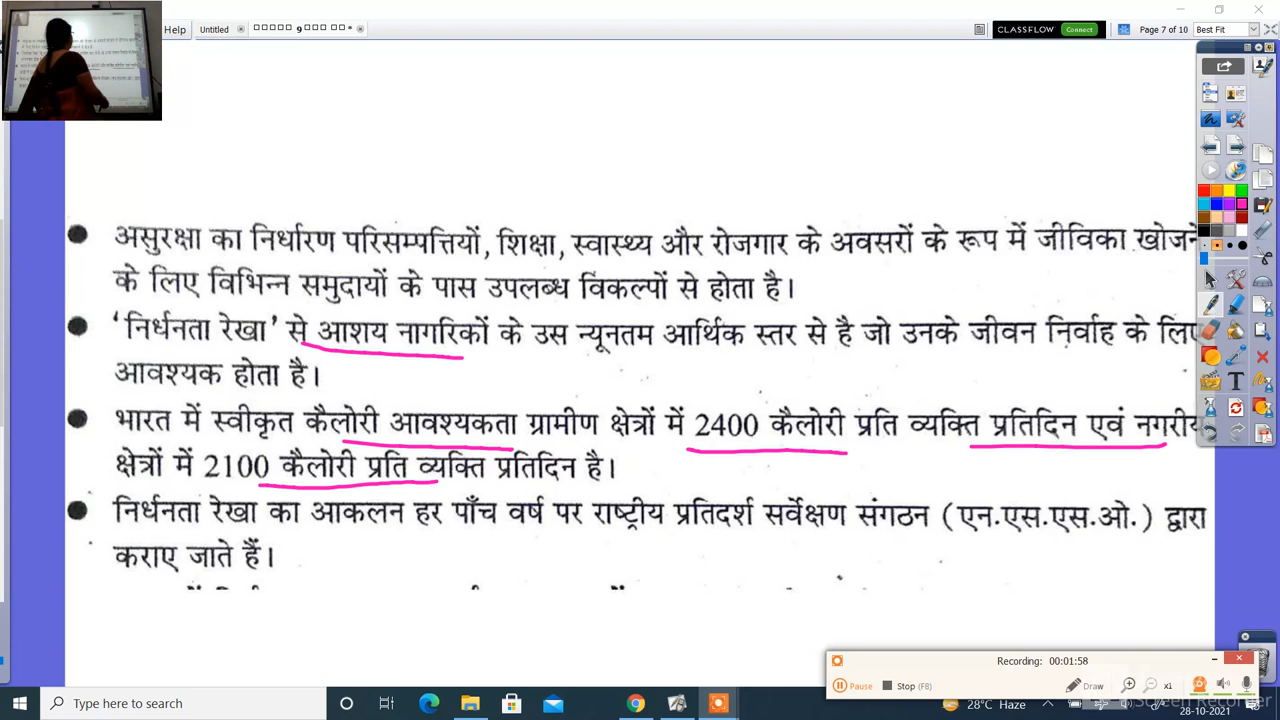 Help
Untitled
9
CLASSFLOW Connect
Page 7 of 10
Best Fit
असुरक्षा का निर्धारण परिसम्पत्तियों, शिक्षा, स्वास्थ्य और रोजगार के अवसरों के रूप में जीविका खोजने
के लिए विभिन्न समुदायों के पास उपलब्ध विकल्पों से होता है।
'निर्धनता रेखा' से आशय नागरिकों के उस न्यूनतम आर्थिक स्तर से है जो उनके जीवन निर्वाह के लिए
आवश्यक होता है।
भारत में स्वीकृत कैलोरी आवश्यकता ग्रामीण क्षेत्रों में 2400 कैलोरी प्रति व्यक्ति प्रतिदिन एवं नगरीय
क्षेत्रों में 2100 कैलोरी प्रति व्यक्ति प्रतिदिन है।
निर्धनता रेखा का आकलन हर पाँच वर्ष पर राष्ट्रीय प्रतिदर्श सर्वेक्षण संगठन (एन.एस.एस.ओ.) द्वारा
कराए जाते हैं।
Recording: 00:01:58
Pause Stop (F8) Draw x1
Screen Recorder
Type here to search
28°C Haze
28-10-2021